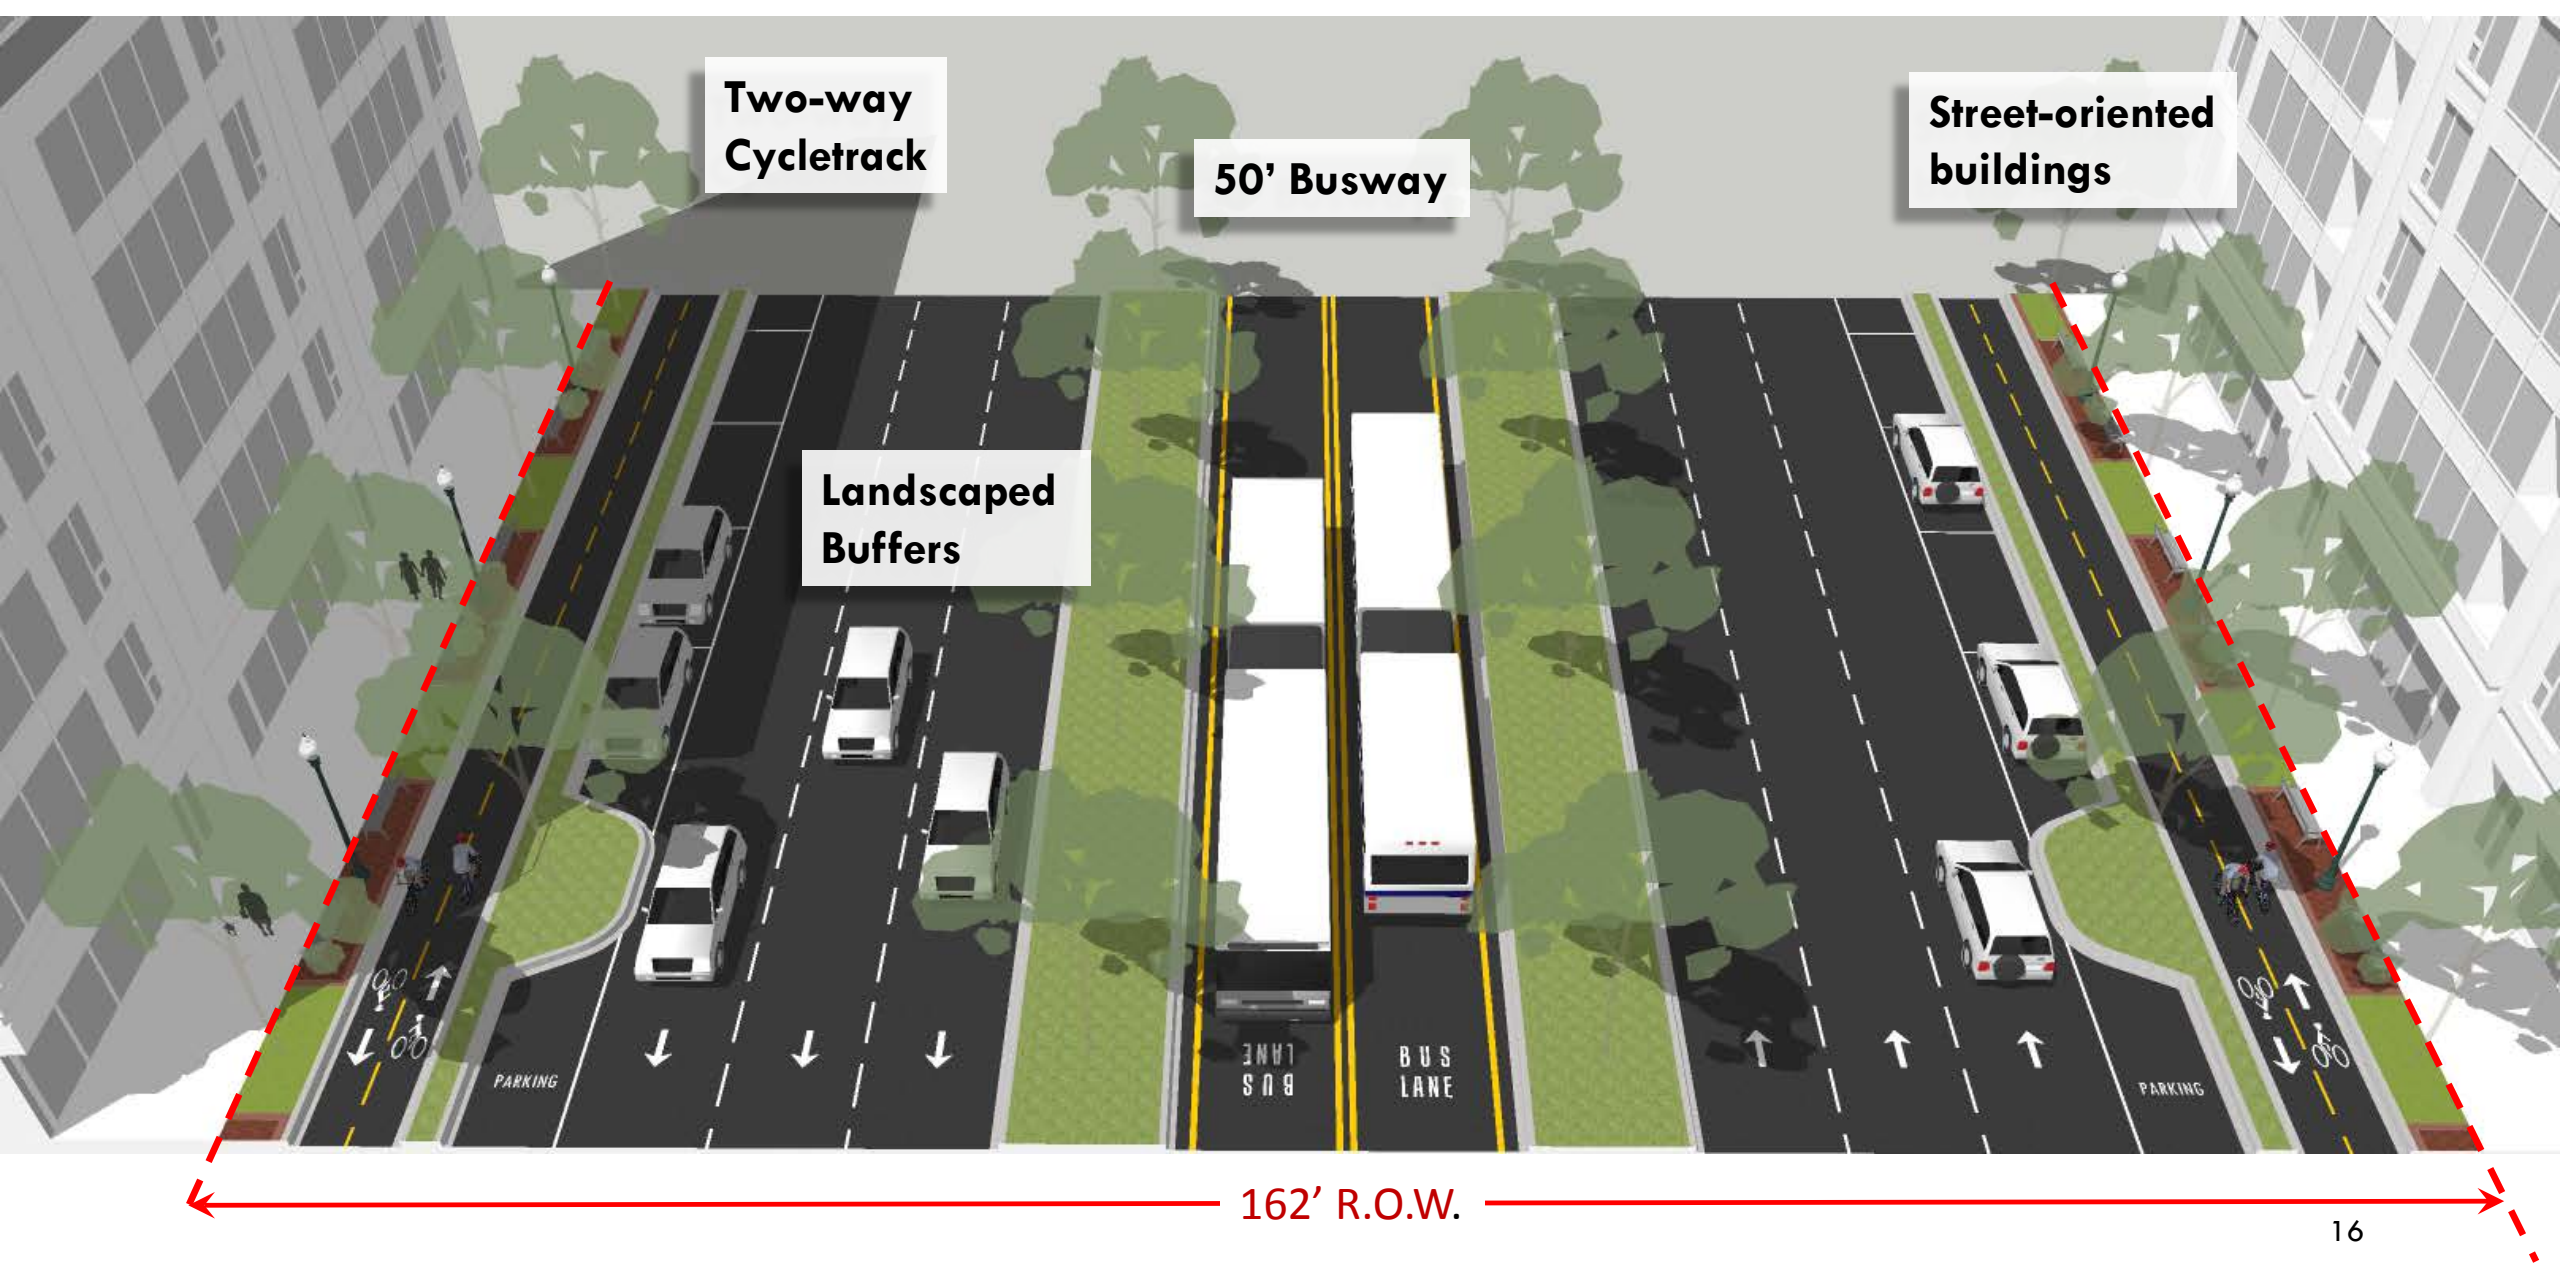 Two-way
Cycletrack
50’ Busway
Street-oriented
buildings
Landscaped
Buffers
PARKING
BUS
LANE
BUS
LANE
PARKING
162’ R.O.W.
16